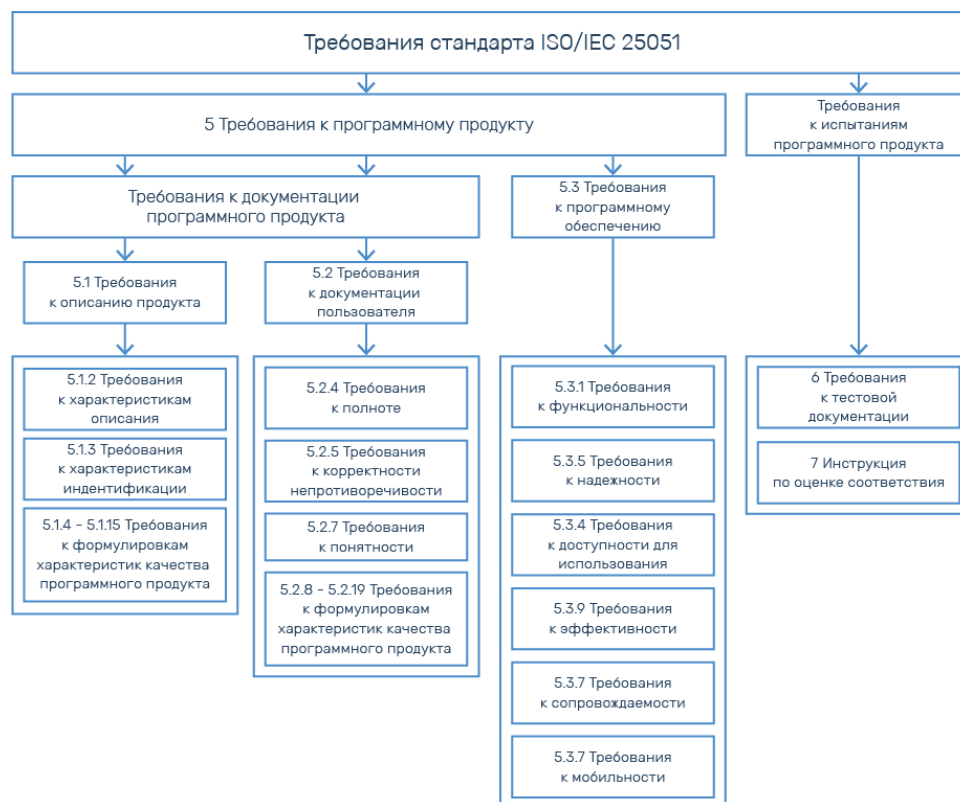 Требования стандарта ISO/IEC 25051
5 Требования к программному продукту
Требования
к испытаниям
программного продукта
Требования к документации
программного продукта
5.3 Требования
к программному
обеспечению
5.1 Требования
к описанию продукта
5.2 Требования
к документации
пользователя
5.1.2 Требования
к характеристикам
описания
5.1.3 Требования
к характеристикам
индентификации
5.1.4 - 5.1.15 Требования
к формулировкам
характеристик качества
программного продукта
5.2.4 Требования
к полноте
5.2.5 Требования
к корректности
непротиворечивости
5.2.7 Требования
к понятности
5.2.8 - 5.2.19 Требования
к формулировкам
характеристик качества
программного продукта
5.3.1 Требования
к функциональности
5.3.5 Требования
к надежности
5.3.4 Требования
к доступности для
использования
5.3.9 Требования
к эффективности
5.3.7 Требования
к сопровождаемости
5.3.7 Требования
к мобильности
6 Требования
к тестовой
документации
7 Инструкция
по оценке соответствия